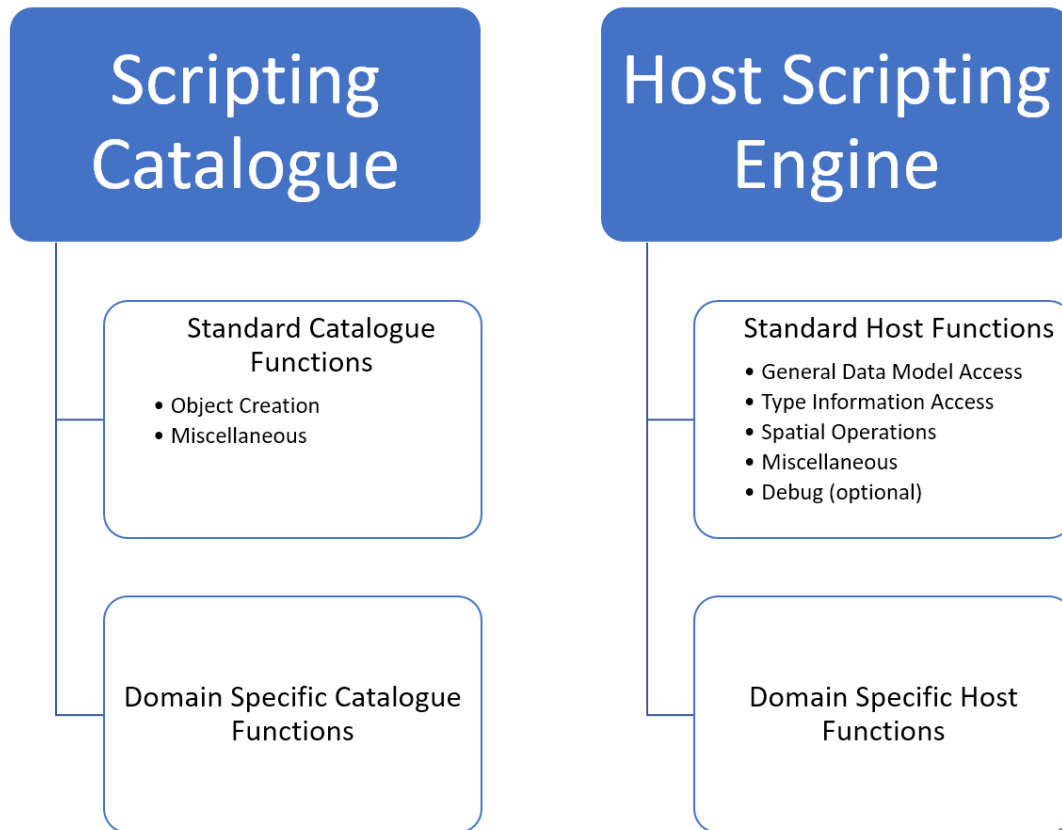 Scripting
Catalogue
Standard Catalogue
Functions
• Object Creation
• Miscellaneous
Domain Specific Catalogue
Functions
Host Scripting
Engine
Standard Host Functions
• General Data Model Access
• Type Information Access
• Spatial Operations
• Miscellaneous
• Debug (optional)
Domain Specific Host
Functions